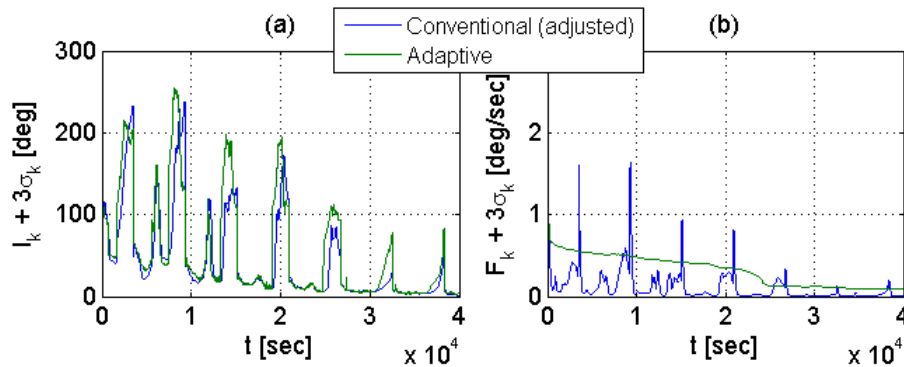 (a)
(b)
Conventional (adjusted)
Adaptive
I_k + 3σ_k [deg]
300
200
100
0
0 1 2 3 4
t [sec]
x 10^4
F_k + 3σ_k [deg/sec]
2
1
0
0 1 2 3 4
t [sec]
x 10^4